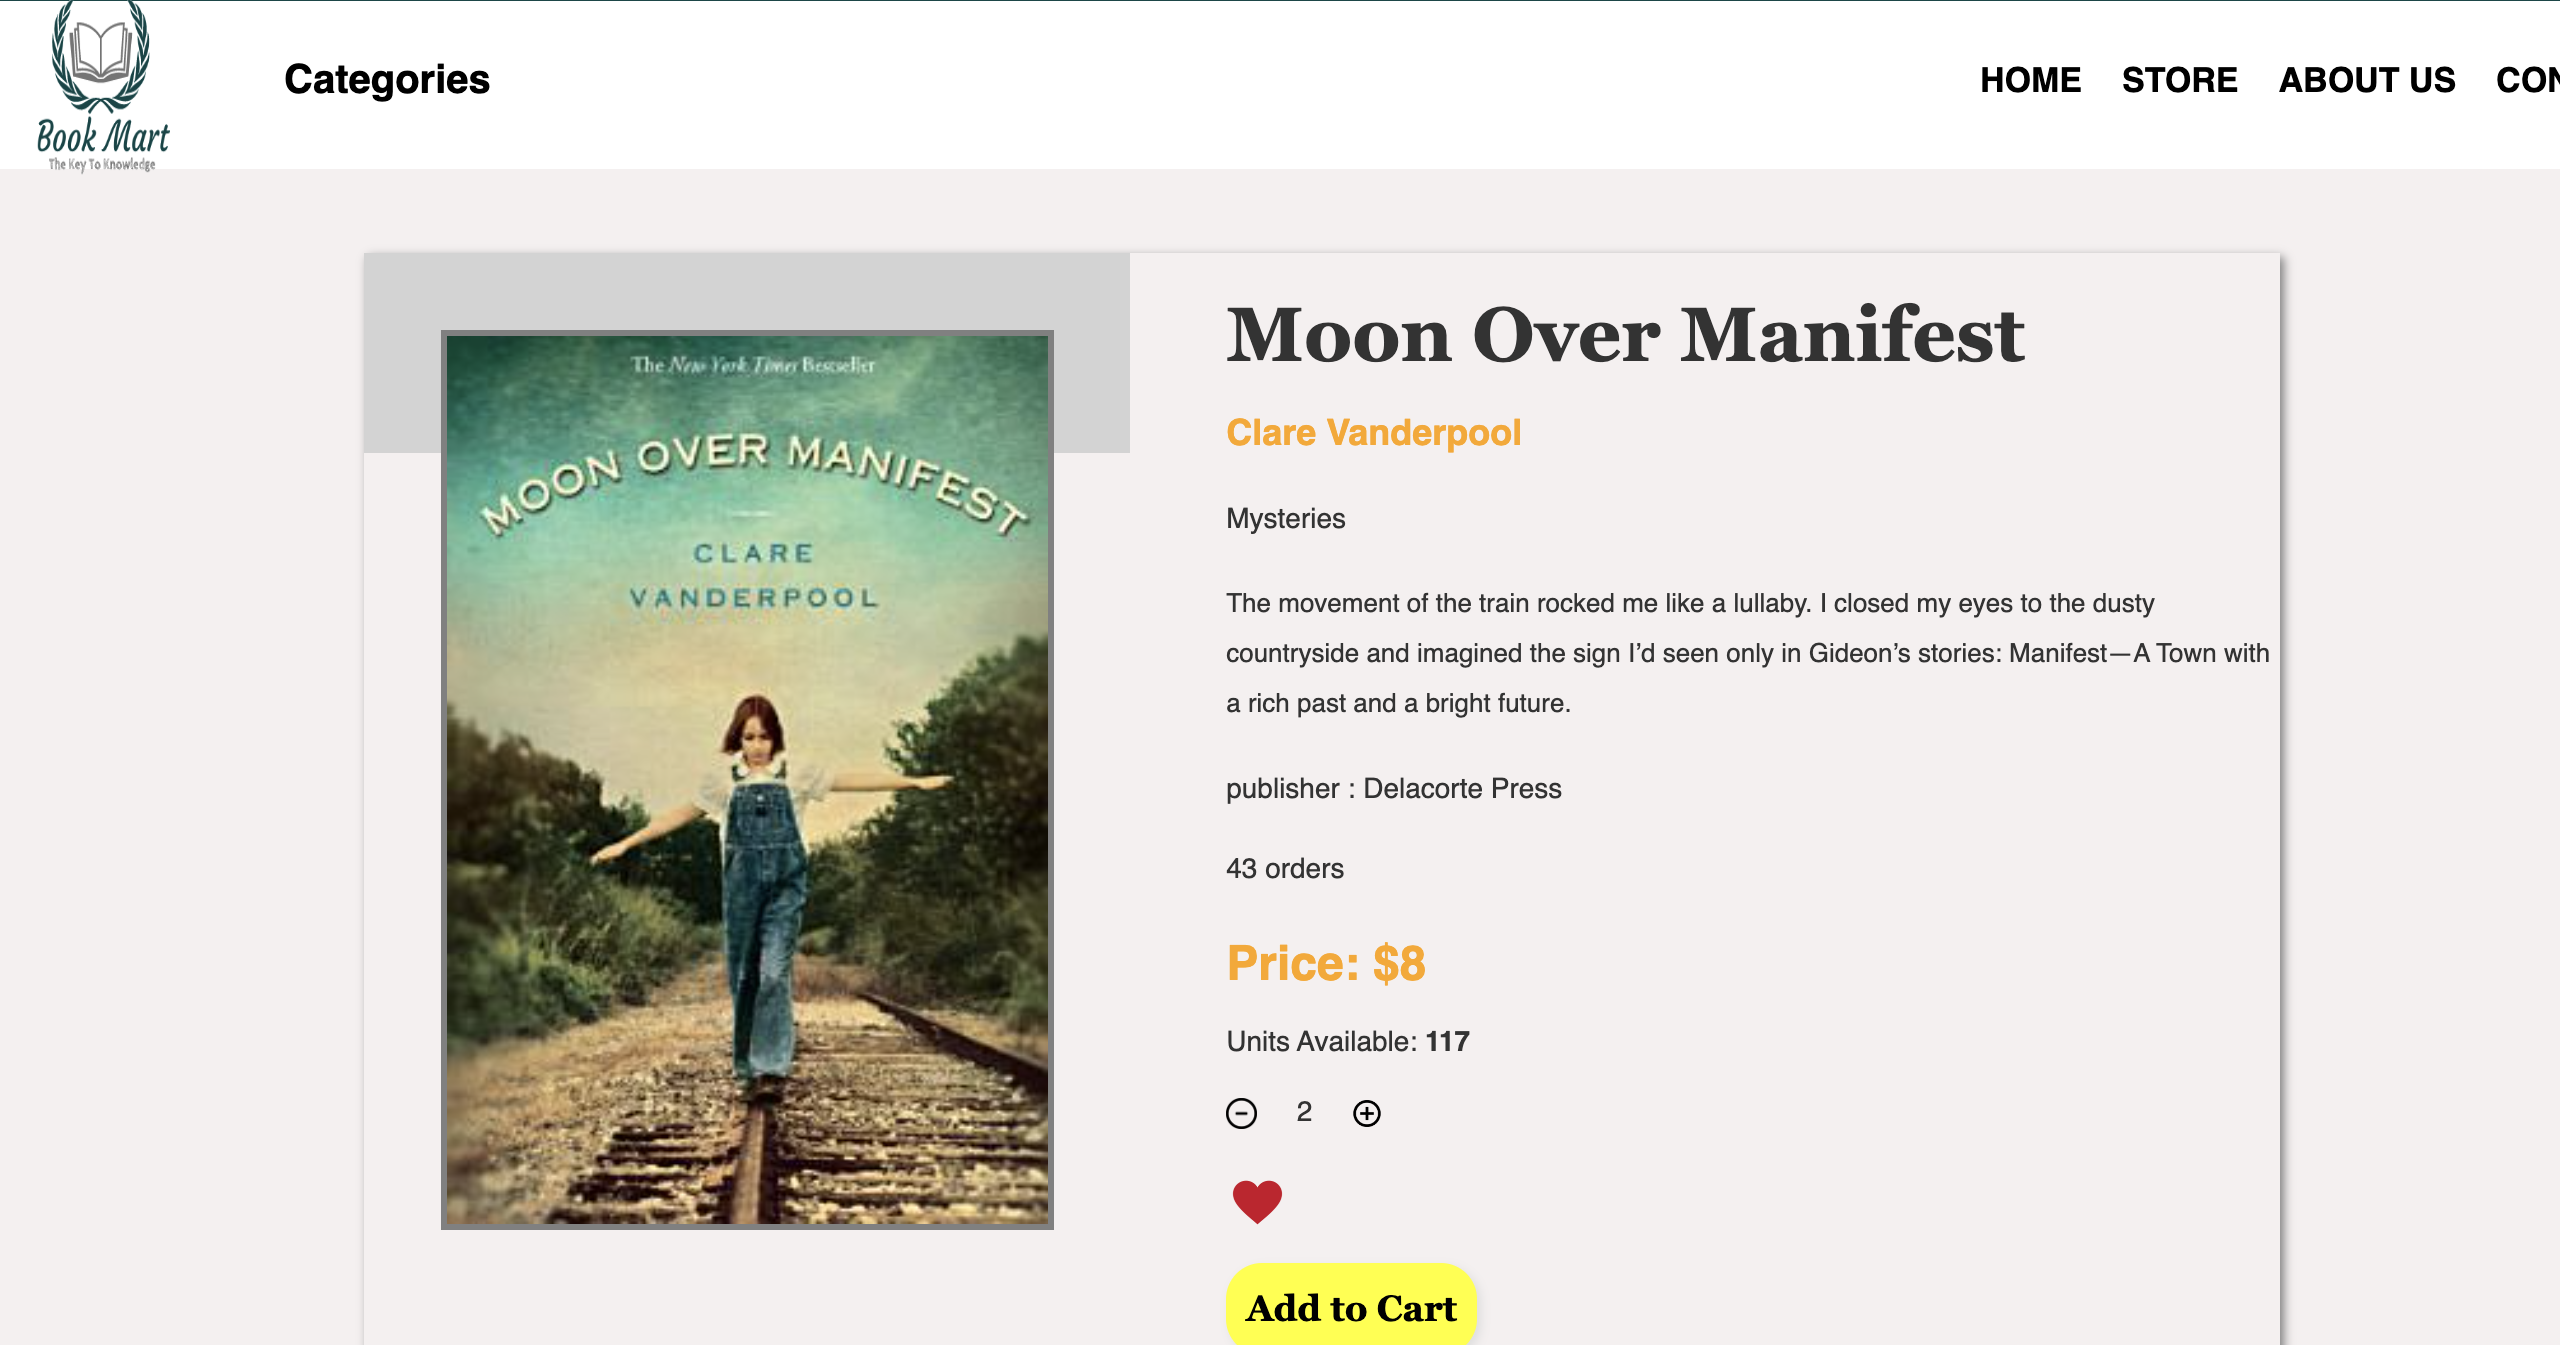 Book Mart
The Key To Knowledge
Categories
HOME STORE ABOUT US CON
The New York Times Bestseller
MOON OVER MANIFEST
CLARE
VANDERPOOL
Moon Over Manifest
Clare Vanderpool
Mysteries
The movement of the train rocked me like a lullaby. I closed my eyes to the dusty
countryside and imagined the sign I’d seen only in Gideon’s stories: Manifest—A Town with
a rich past and a bright future.
publisher : Delacorte Press
43 orders
Price: $8
Units Available: 117
2
Add to Cart